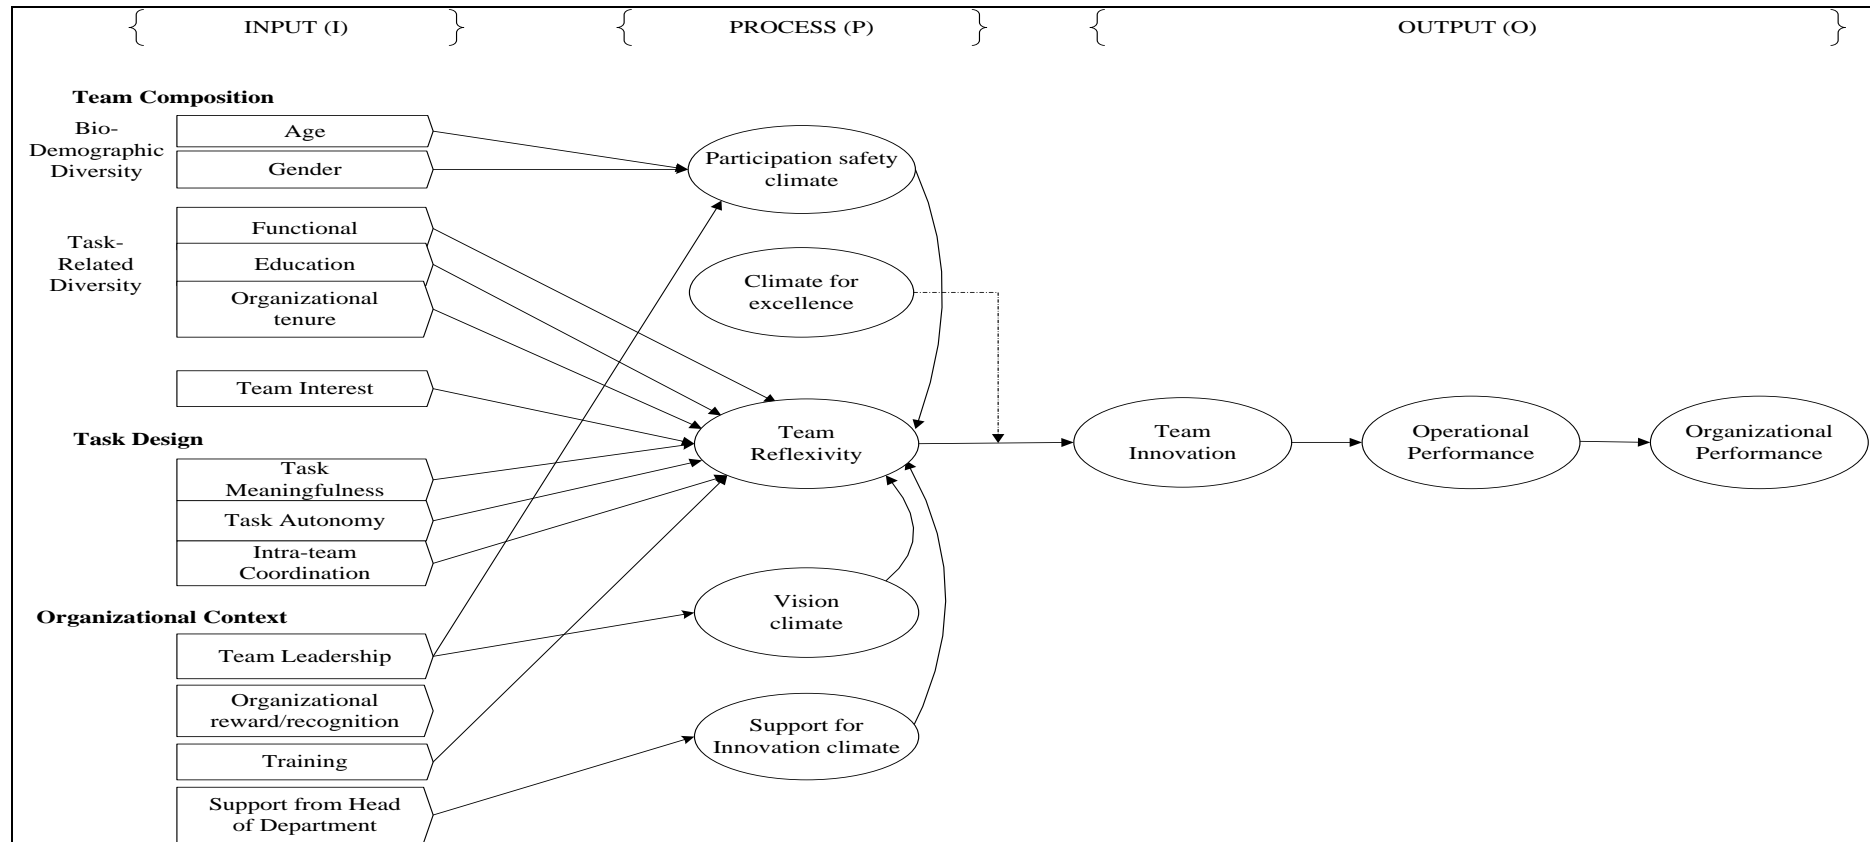 INPUT (I)
PROCESS (P)
OUTPUT (O)
Team Composition
Bio-
Demographic
Diversity
Age
Gender
Task-
Related
Diversity
Functional
Education
Organizational
tenure
Team Interest
Task Design
Task
Meaningfulness
Task Autonomy
Intra-team
Coordination
Organizational Context
Team Leadership
Organizational
reward/recognition
Training
Support from Head
of Department
Participation safety
climate
Climate for
excellence
Team
Reflexivity
Vision
climate
Support for
Innovation climate
Team
Innovation
Operational
Performance
Organizational
Performance